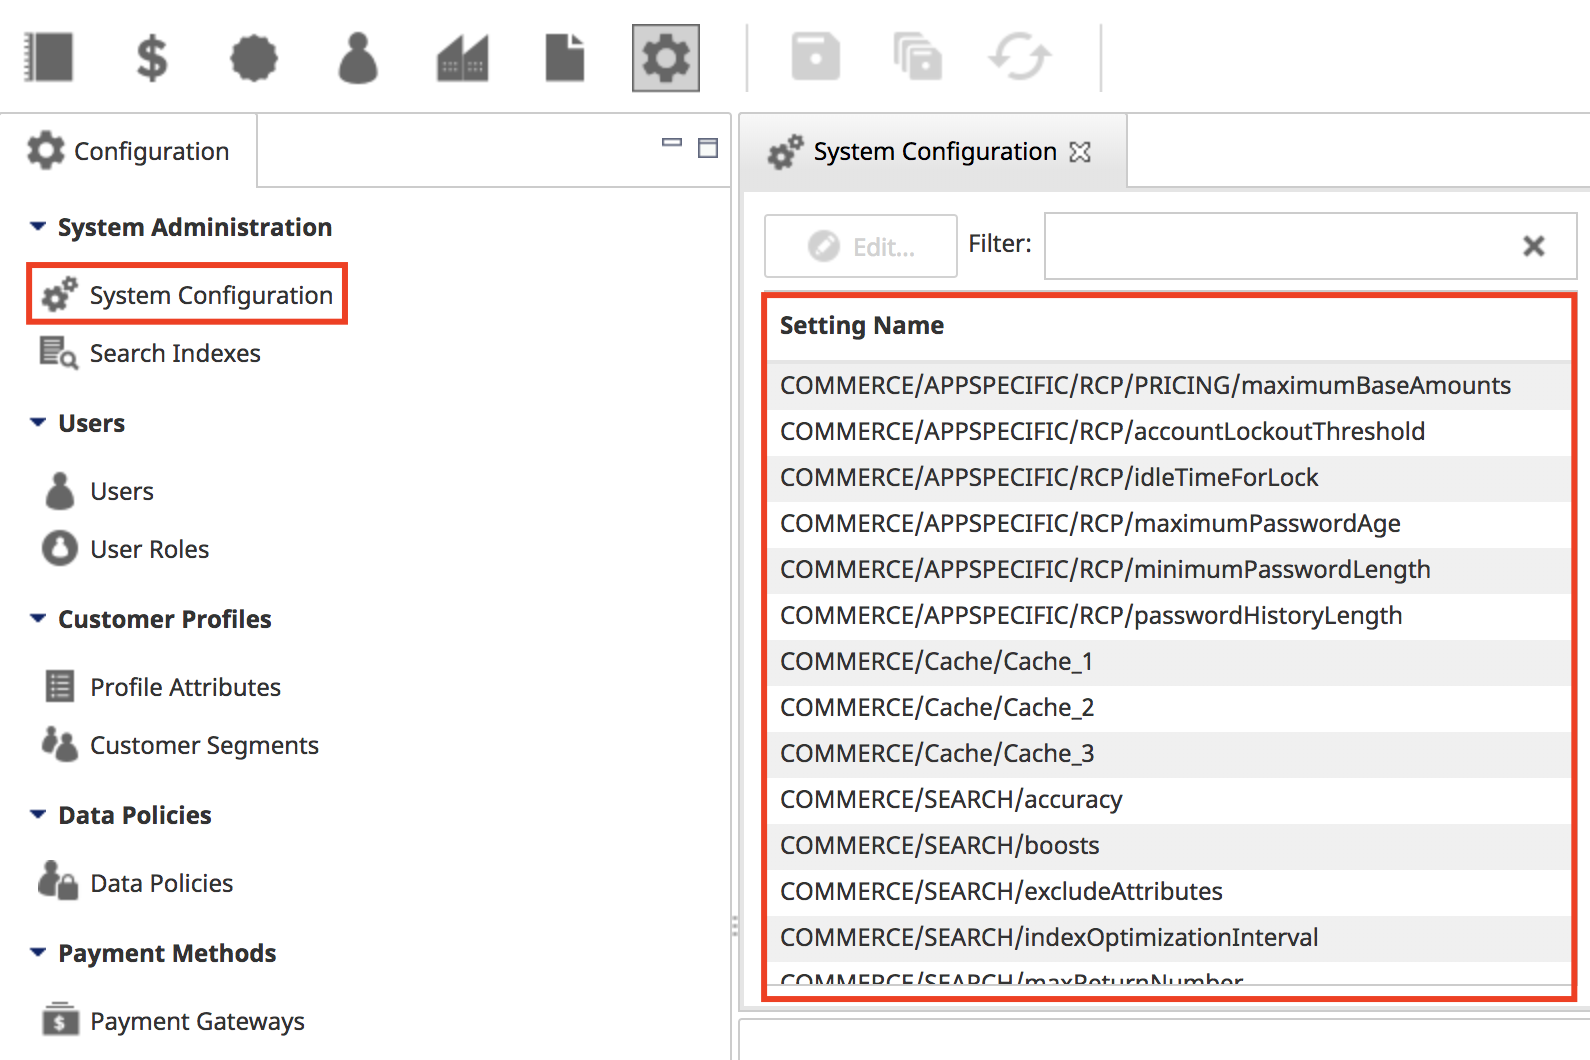 Configuration
System Administration
System Configuration
Search Indexes
Users
Users
User Roles
Customer Profiles
Profile Attributes
Customer Segments
Data Policies
Data Policies
Payment Methods
Payment Gateways
System Configuration
Edit...
Filter:
Setting Name
COMMERCE/APPSPECIFIC/RCP/PRICING/maximumBaseAmounts
COMMERCE/APPSPECIFIC/RCP/accountLockoutThreshold
COMMERCE/APPSPECIFIC/RCP/idleTimeForLock
COMMERCE/APPSPECIFIC/RCP/maximumPasswordAge
COMMERCE/APPSPECIFIC/RCP/minimumPasswordLength
COMMERCE/APPSPECIFIC/RCP/passwordHistoryLength
COMMERCE/Cache/Cache_1
COMMERCE/Cache/Cache_2
COMMERCE/Cache/Cache_3
COMMERCE/SEARCH/accuracy
COMMERCE/SEARCH/boosts
COMMERCE/SEARCH/excludeAttributes
COMMERCE/SEARCH/indexOptimizationInterval
COMMERCE/SEARCH/maxReturnNumber